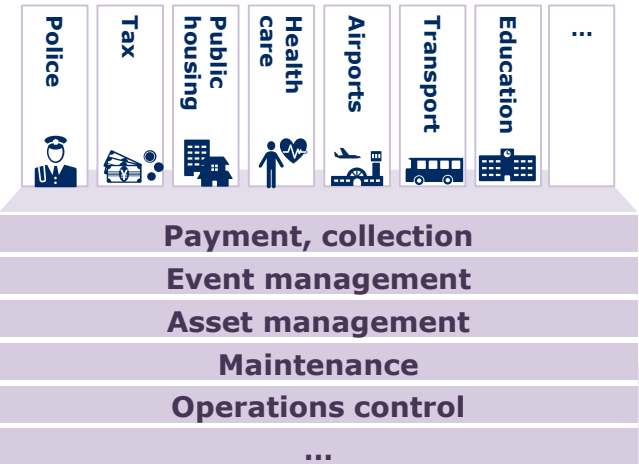 Police
Tax
Public
housing
Health
care
Airports
Transport
Education
...
Payment, collection
Event management
Asset management
Maintenance
Operations control
...